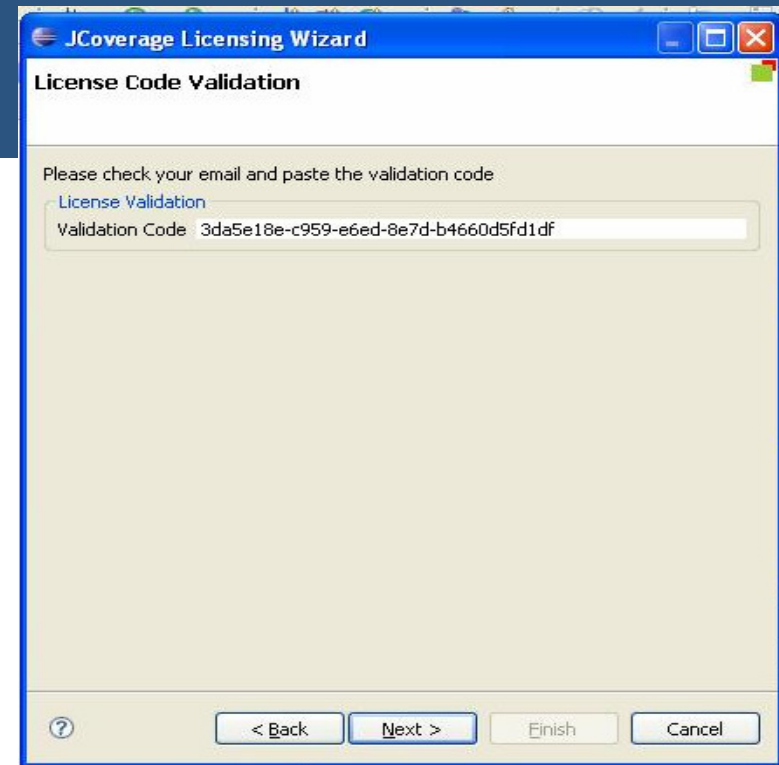 JCoverage Licensing Wizard
License Code Validation
Please check your email and paste the validation code
License Validation
Validation Code 3da5e18e-c959-e6ed-8e7d-b4660d5fd1df
< Back Next > Finish Cancel